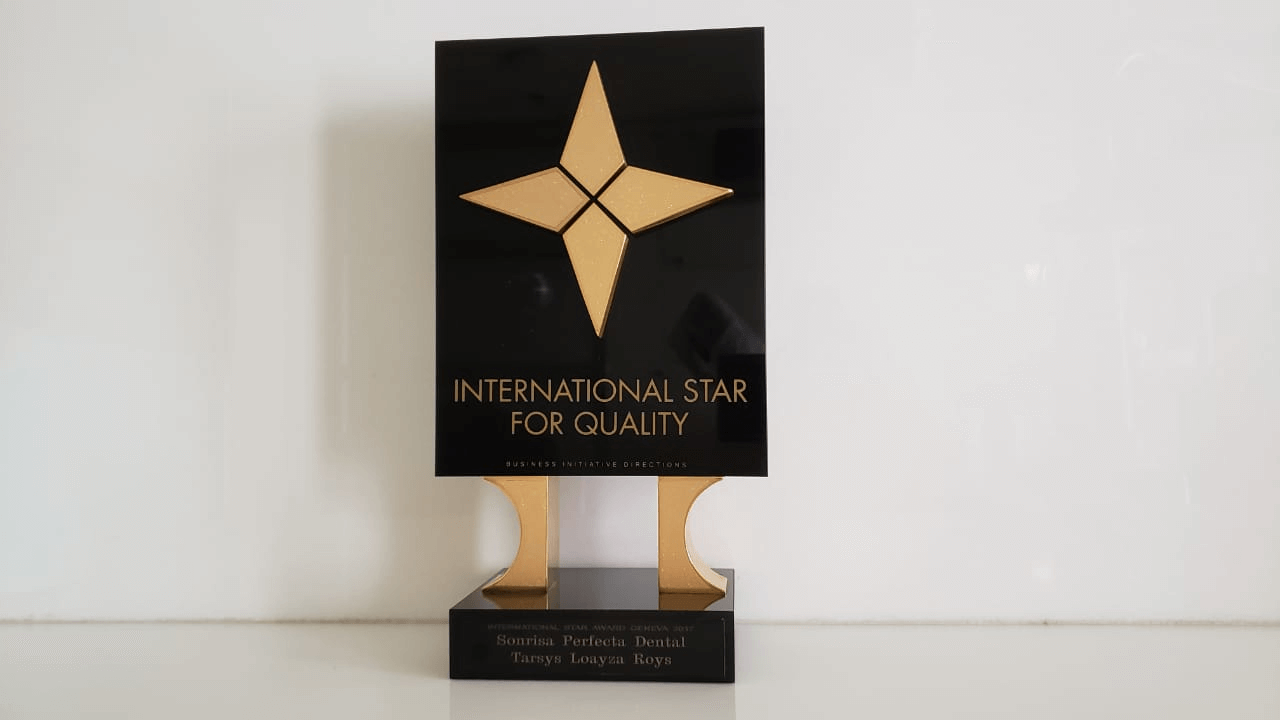 INTERNATIONAL STAR
FOR QUALITY
BUSINESS INITIATIVE DIRECTIONS
INTERNATIONAL STAR AWARD GENEVA 2017
Sonrisa Perfecta Dental
Tarsys Loayza Roys